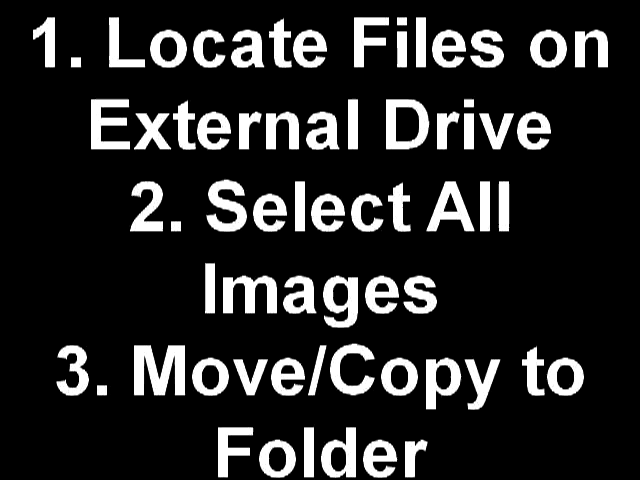 1. Locate Files on
External Drive
2. Select All
Images
3. Move/Copy to
Folder